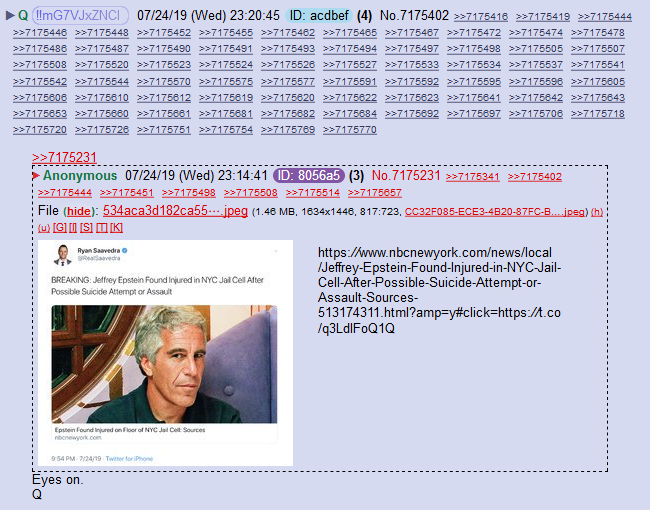 Q !!mG7VJxZNCI 07/24/19 (Wed) 23:20:45 ID: acdbef (4) No.7175402 >>7175416 >>7175419 >>7175444
>>7175446 >>7175448 >>7175452 >>7175455 >>7175462 >>7175465 >>7175467 >>7175472 >>7175474 >>7175478
>>7175486 >>7175487 >>7175490 >>7175491 >>7175493 >>7175494 >>7175497 >>7175498 >>7175505 >>7175507
>>7175508 >>7175520 >>7175523 >>7175524 >>7175526 >>7175527 >>7175533 >>7175534 >>7175537 >>7175541
>>7175542 >>7175544 >>7175570 >>7175575 >>7175577 >>7175591 >>7175592 >>7175595 >>7175596 >>7175605
>>7175606 >>7175610 >>7175612 >>7175619 >>7175620 >>7175622 >>7175623 >>7175641 >>7175642 >>7175643
>>7175653 >>7175660 >>7175661 >>7175681 >>7175682 >>7175684 >>7175692 >>7175697 >>7175706 >>7175718
>>7175720 >>7175726 >>7175751 >>7175754 >>7175769 >>7175770
>>7175231
Anonymous 07/24/19 (Wed) 23:14:41 ID: 8056a5 (3) No.7175231 >>7175341 >>7175402
>>7175444 >>7175451 >>7175498 >>7175508 >>7175514 >>7175657
File (hide): 534aca3d182ca55⋯.jpeg (1.46 MB, 1634x1446, 817:723, CC32F085-ECE3-4B20-87FC-B….jpeg) (h)
(u) [G] [I] [S] [T] [K]
Ryan Saavedra
@RealSaavedra
BREAKING: Jeffrey Epstein Found Injured in NYC Jail Cell After
Possible Suicide Attempt or Assault
Epstein Found Injured on Floor of NYC Jail Cell: Sources
nbcnewyork.com
9:54 PM · 7/24/19 · Twitter for iPhone
https://www.nbcnewyork.com/news/local
/Jeffrey-Epstein-Found-Injured-in-NYC-Jail-
Cell-After-Possible-Suicide-Attempt-or-
Assault-Sources-
513174311.html?amp=y#click=https://t.co
/q3LdlFoQ1Q
Eyes on.
Q